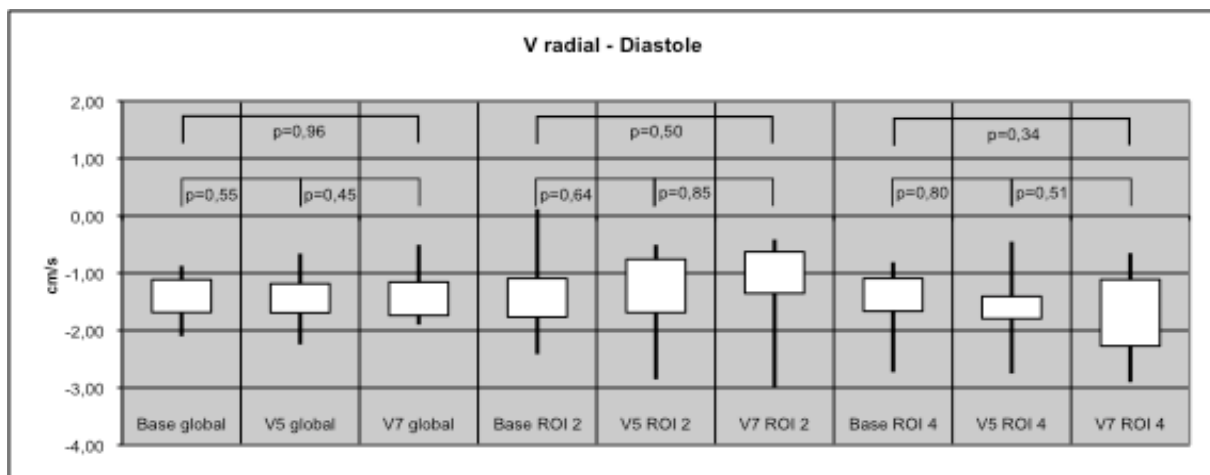 V radial - Diastole
2,00
1,00
0,00
-1,00
-2,00
-3,00
-4,00
cm/s
p=0,96
p=0,50
p=0,34
p=0,55
p=0,45
p=0,64
p=0,85
p=0,80
p=0,51
Base global
V5 global
V7 global
Base ROI 2
V5 ROI 2
V7 ROI 2
Base ROI 4
V5 ROI 4
V7 ROI 4